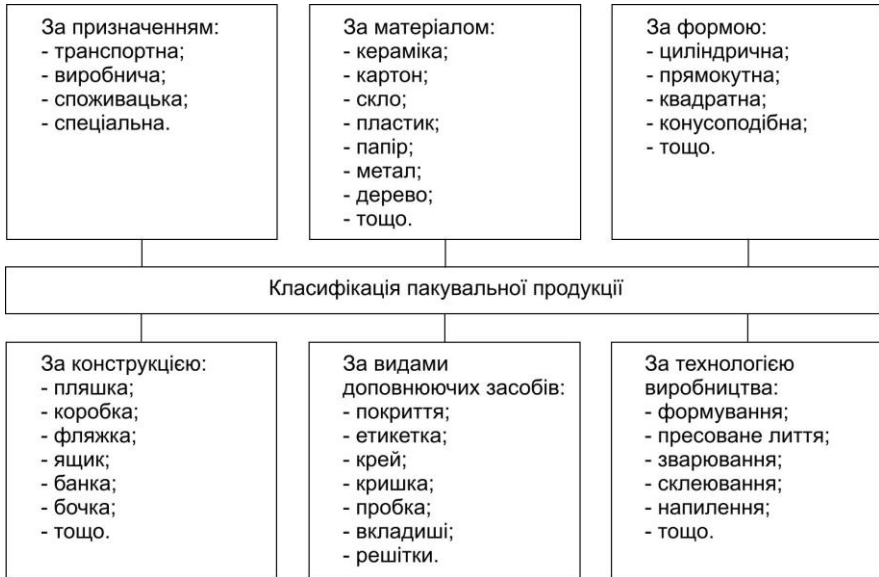 За призначенням:
- транспортна;
- виробнича;
- споживацька;
- спеціальна.
За матеріалом:
- кераміка;
- картон;
- скло;
- пластик;
- папір;
- метал;
- дерево;
- тощо.
За формою:
- циліндрична;
- прямокутна;
- квадратна;
- конусоподібна;
- тощо.
Класифікація пакувальної продукції
За конструкцією:
- пляшка;
- коробка;
- фляжка;
- ящик;
- банка;
- бочка;
- тощо.
За видами
доповнюючих засобів:
- покриття;
- етикетка;
- крей;
- кришка;
- пробка;
- вкладиші;
- решітки.
За технологією
виробництва:
- формування;
- пресоване лиття;
- зварювання;
- склеювання;
- напилення;
- тощо.